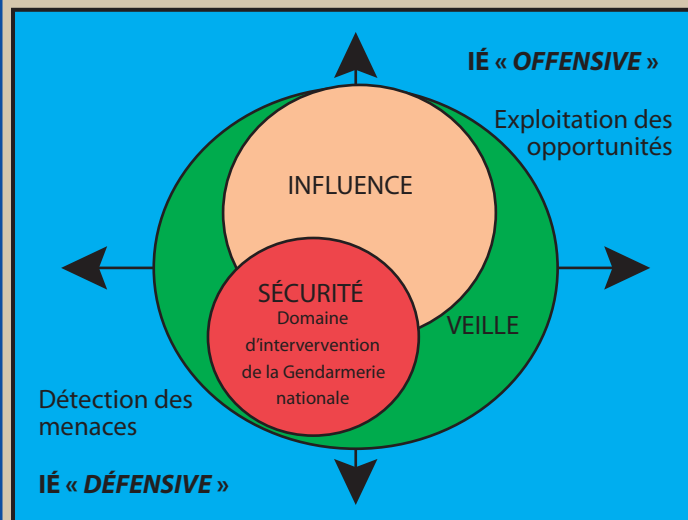 IÉ « OFFENSIVE »
Exploitation des
opportunités
INFLUENCE
SÉCURITÉ
Domaine
d'intervervention
de la Gendarmerie
nationale
VEILLE
Détection des
menaces
IÉ « DÉFENSIVE »